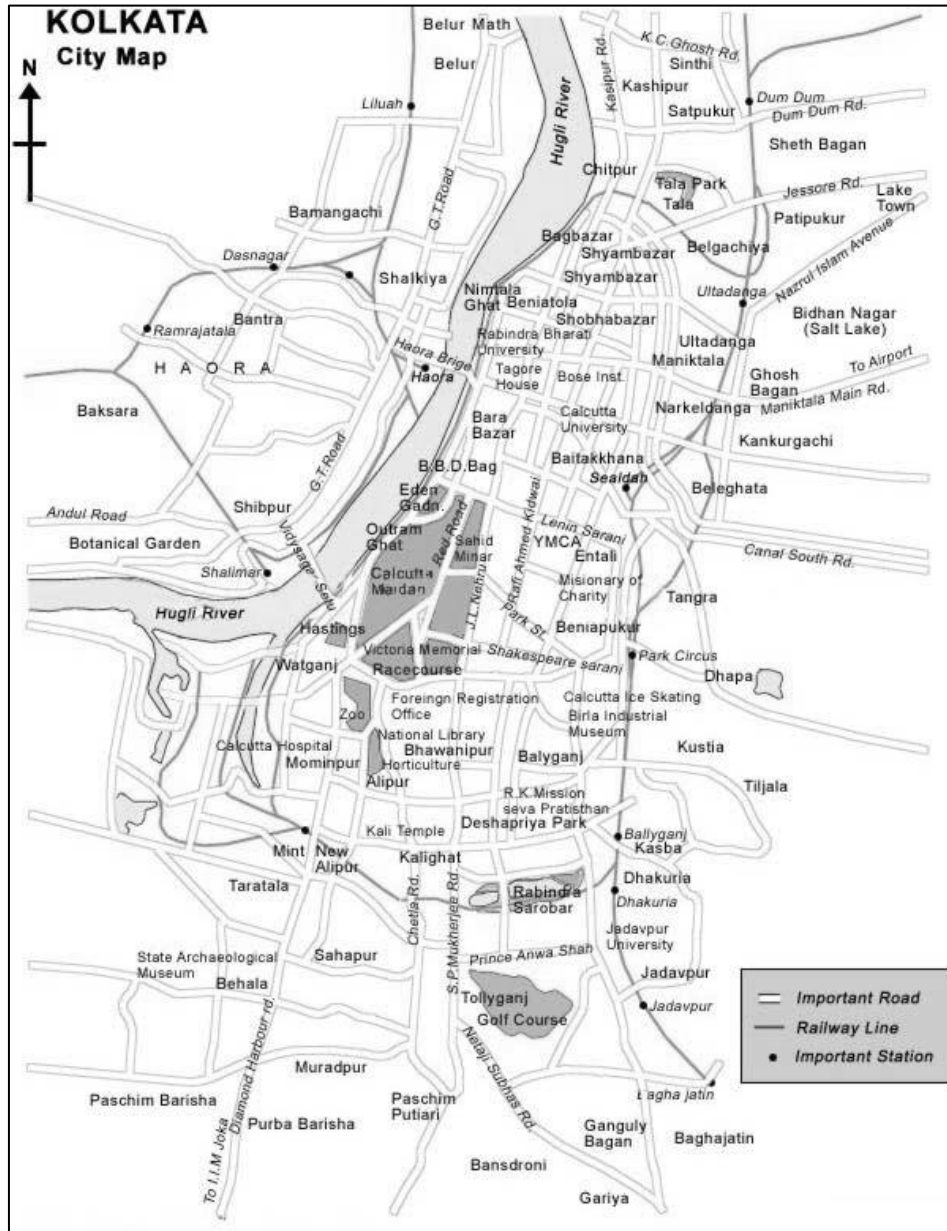 KOLKATA
City Map
N
Belur Math
Belur
Liluah
Hugli River
Kasipur Rd.
K.C.Ghosh Rd.
Sinthi
Kashipur
Satpukur
Dum Dum
Dum Dum Rd.
Sheth Bagan
Chitpur
Tala Park
Tala
Jessore Rd.
Lake
Town
Patipukur
G.T.Road
Bamangachi
Dasnagar
Shalkiya
Bagbazar
Shyambazar
Belgachiya
Nazrul Islam Avenue
Nimtala
Ghat
Beniatola
Shyambazar
Ultadanga
Ramrajatala
Bantra
Shobhabazar
Bidhan Nagar
(Salt Lake)
Rabindra Bharati
University
Ultadanga
Maniktala
HAORA
Haora Brige
Haora
Tagore
House
Bose Inst.
Ghosh
Bagan
To Airport
Maniktala Main Rd.
Baksara
Bara
Bazar
Calcutta
University
Narkeldanga
Kankurgachi
G.T.Road
B.B.D.Bag
Baitakkhana
Sealdah
Beleghata
Eden
Gadn.
Shibpur
Andul Road
Botanical Garden
Outram
Ghat
Red Road
Sahid
Minar
Rafi Ahmed Kidwai
Lenin Sarani
YMCA
Entali
Canal South Rd.
Vidysagar Setu
Shalimar
Calcutta
Maidan
J.L.Nehru
Park St.
Misionary of
Charity
Tangra
Hugli River
Hastings
Beniapukur
Victoria Memorial
Shakespeare sarani
Park Circus
Watganj
Racecourse
Dhapa
Zoo
Foreingn Registration
Office
Calcutta Ice Skating
Birla Industrial
Museum
National Library
Calcutta Hospital
Bhawanipur
Kustia
Mominpur
Horticulture
Balyganj
Alipur
Tiljala
R.K.Mission
seva Pratisthan
Deshapriya Park
Kali Temple
Ballyganj
Kasba
Mint
New
Alipur
Kalighat
Taratala
Chetla Rd.
S.P.Mukherjee Rd.
Rabindra
Sarobar
Dhakuria
Dhakuria
Jadavpur
University
State Archaeological
Museum
Sahapur
Prince Anwa Shah
Behala
Jadavpur
Tollyganj
Golf Course
Jadavpur
Important Road
Railway Line
Important Station
Diamond Harbour rd.
Muradpur
Netaji Subhas Rd.
Bagha jatin
Paschim Barisha
Paschim
Putiari
Purba Barisha
Ganguly
Bagan
Baghajatin
To I.I.M Joka
Bansdroni
Gariya